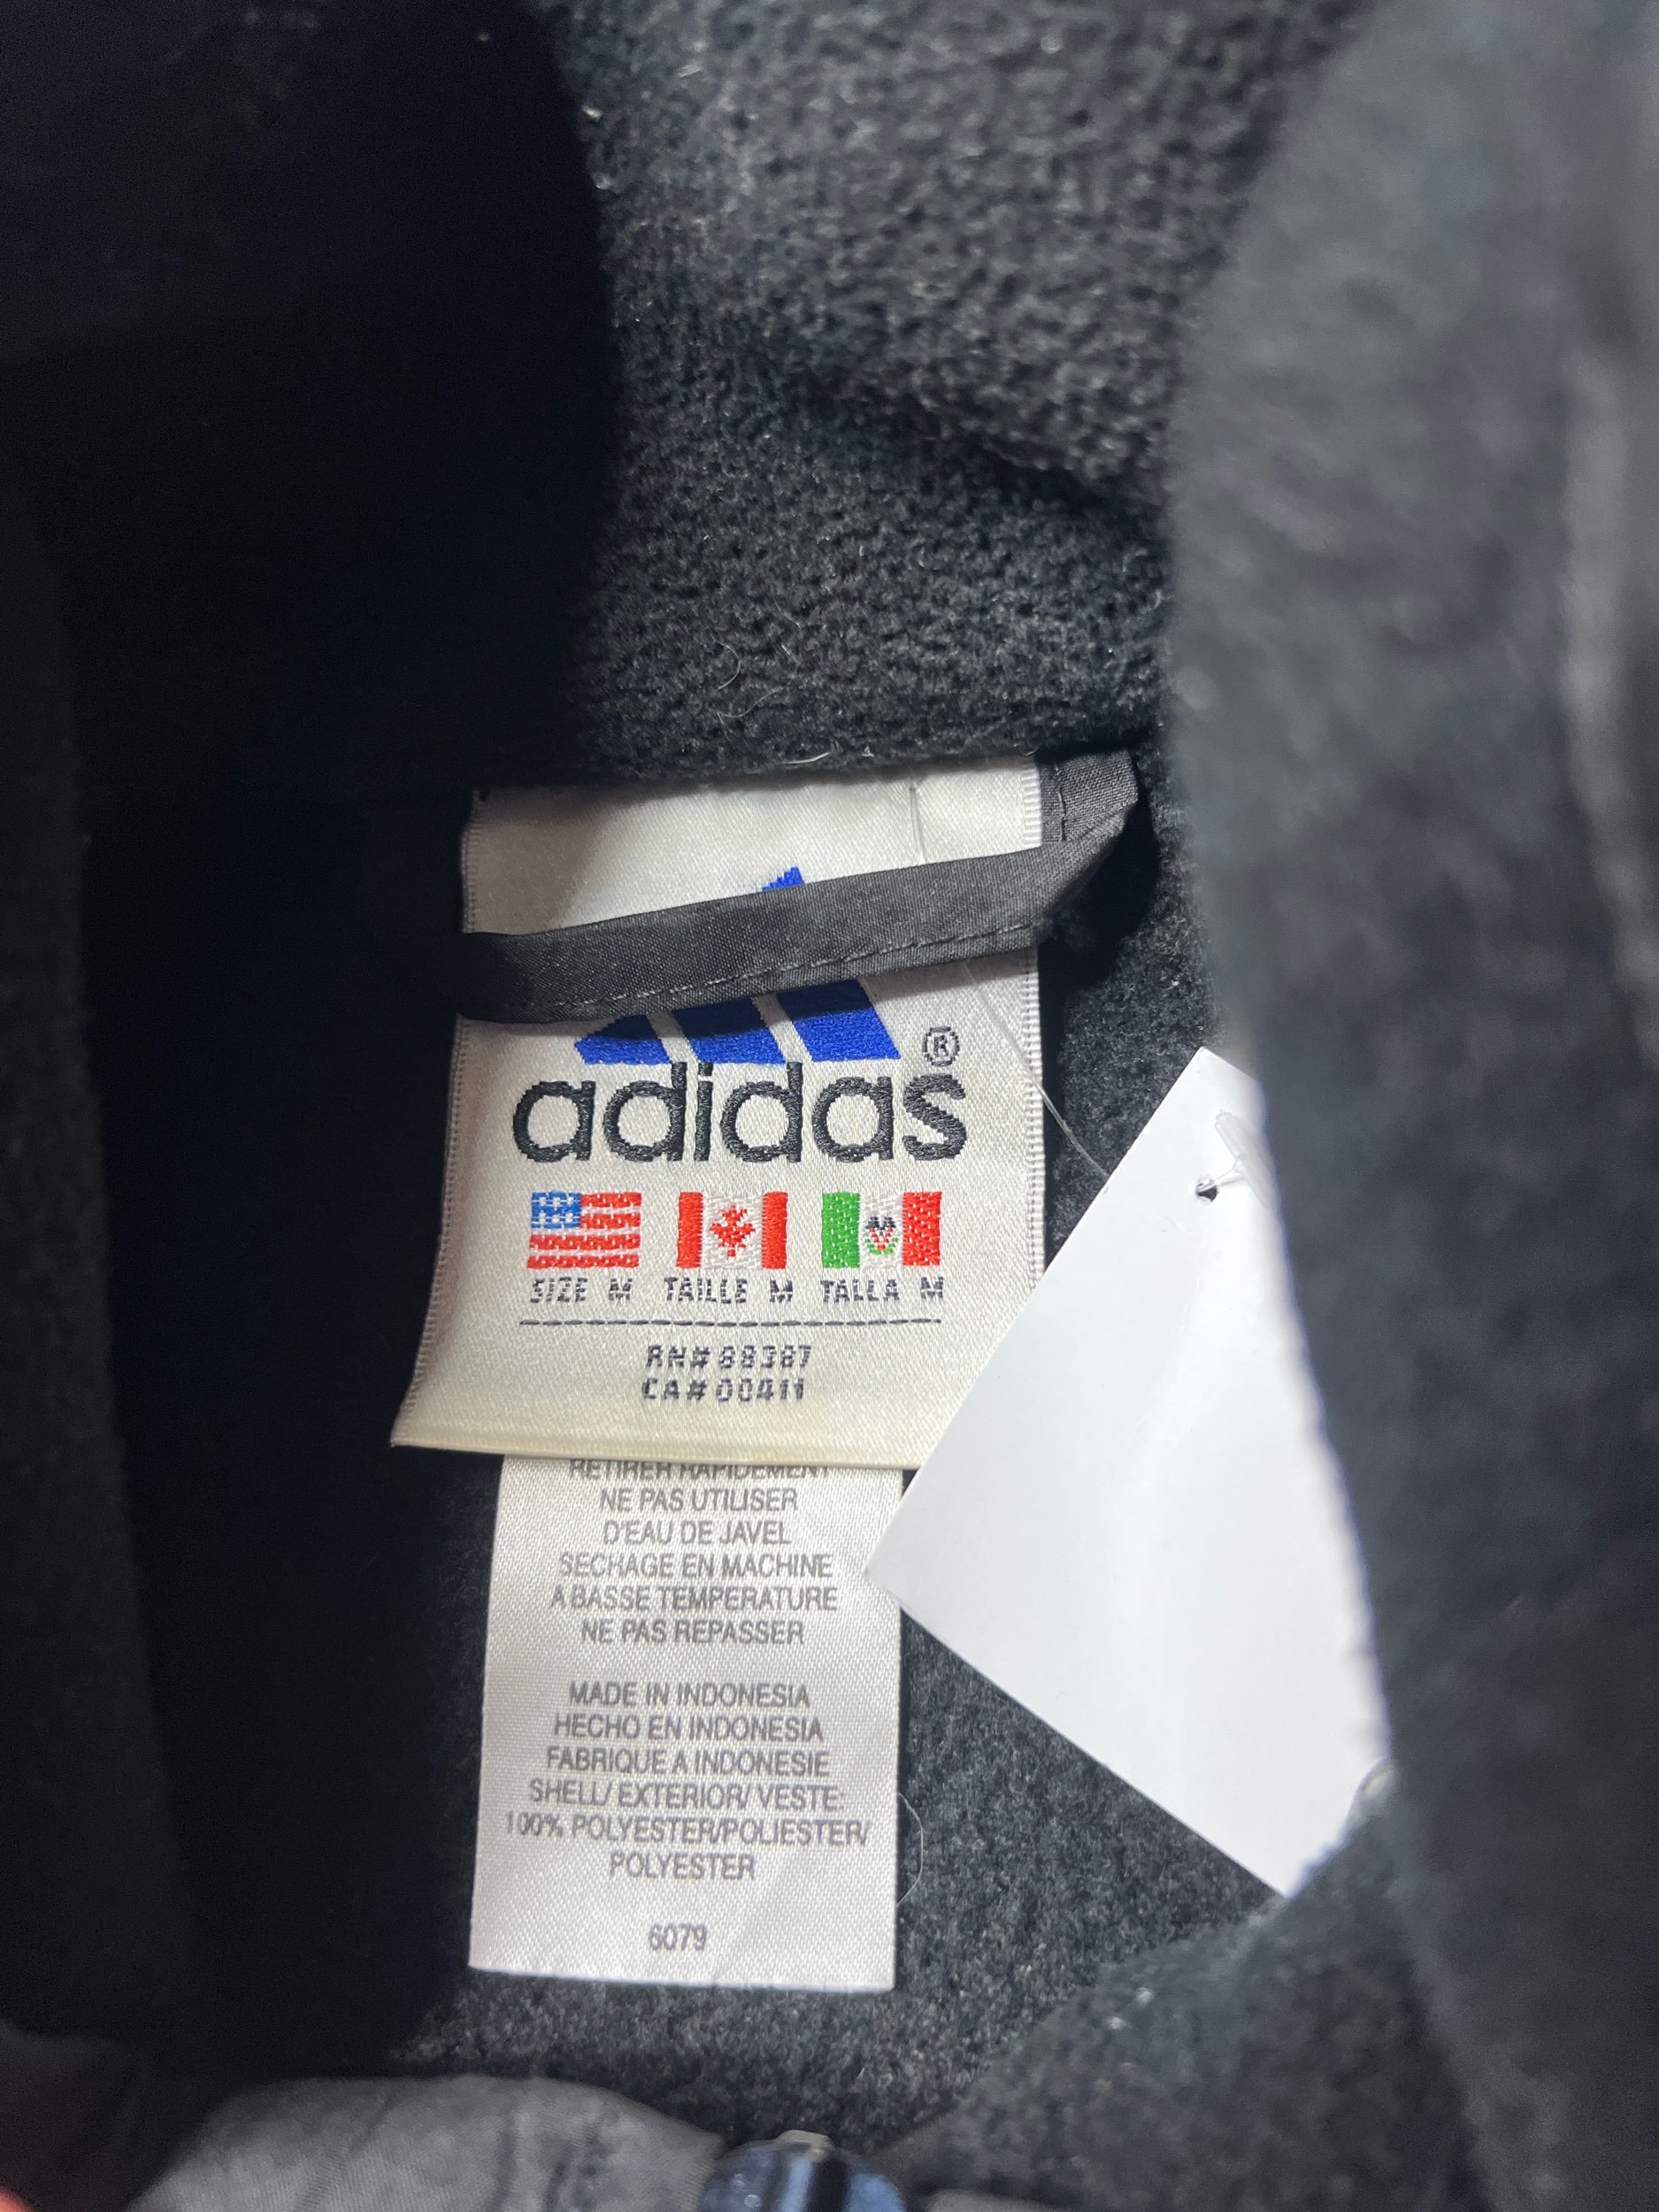 adidas®
SIZE M TAILLE M TALLA M
RN# 88387
CA# 00411
RETIRER RAPIDEMENT
NE PAS UTILISER
D'EAU DE JAVEL
SECHAGE EN MACHINE
A BASSE TEMPERATURE
NE PAS REPASSER
MADE IN INDONESIA
HECHO EN INDONESIA
FABRIQUE A INDONESIE
SHELL/ EXTERIOR/ VESTE:
100% POLYESTER/POLIESTER/
POLYESTER
6079